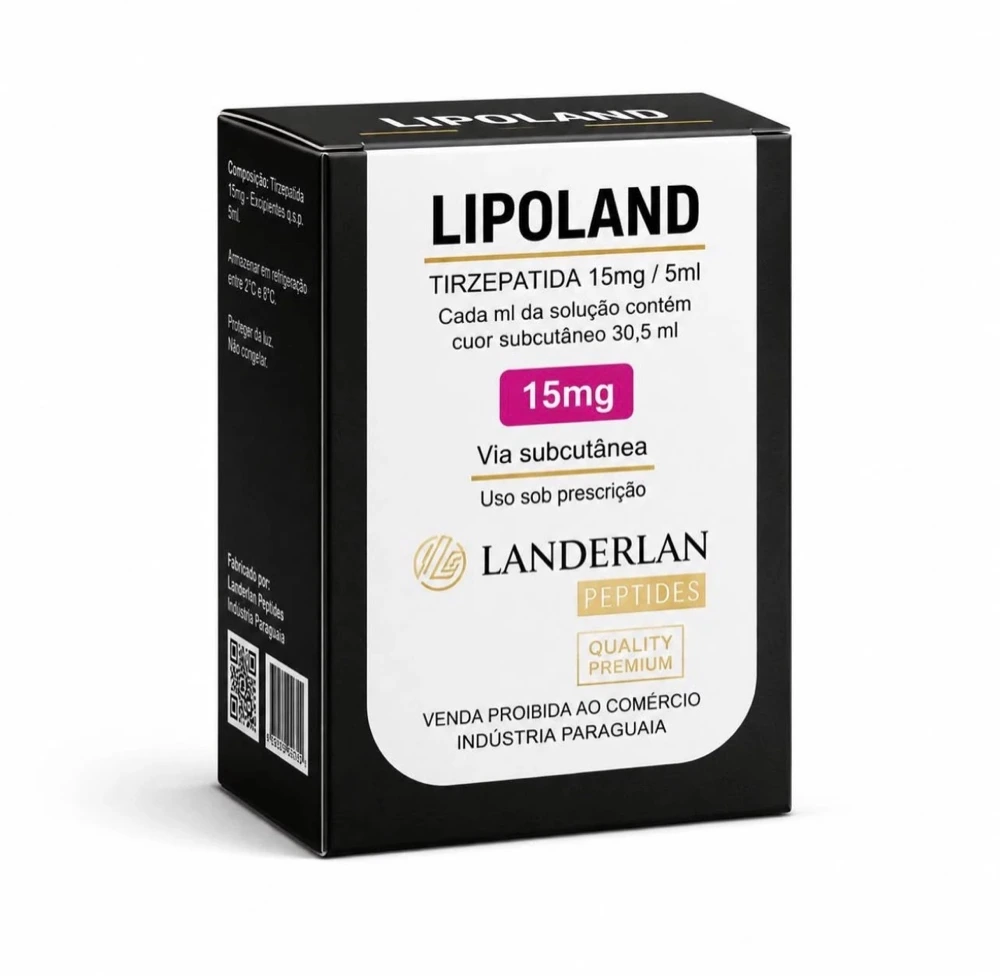 LIPOLAND
LIPOLAND
TIRZEPATIDA 15mg / 5ml
Cada ml da solução contém
cuor subcutâneo 30,5 ml
15mg
Via subcutânea
Uso sob prescrição
LANDERLAN
PEPTIDES
QUALITY
PREMIUM
VENDA PROIBIDA AO COMÉRCIO
INDÚSTRIA PARAGUAIA
Composição: Tirzepatida
15mg - Excipientes q.s.p.
5ml.
Armazenar em refrigeração
entre 2°C e 8°C.
Proteger da luz.
Não congelar.
Fabricado por:
Landerlan Peptides
Indústria Paraguaia